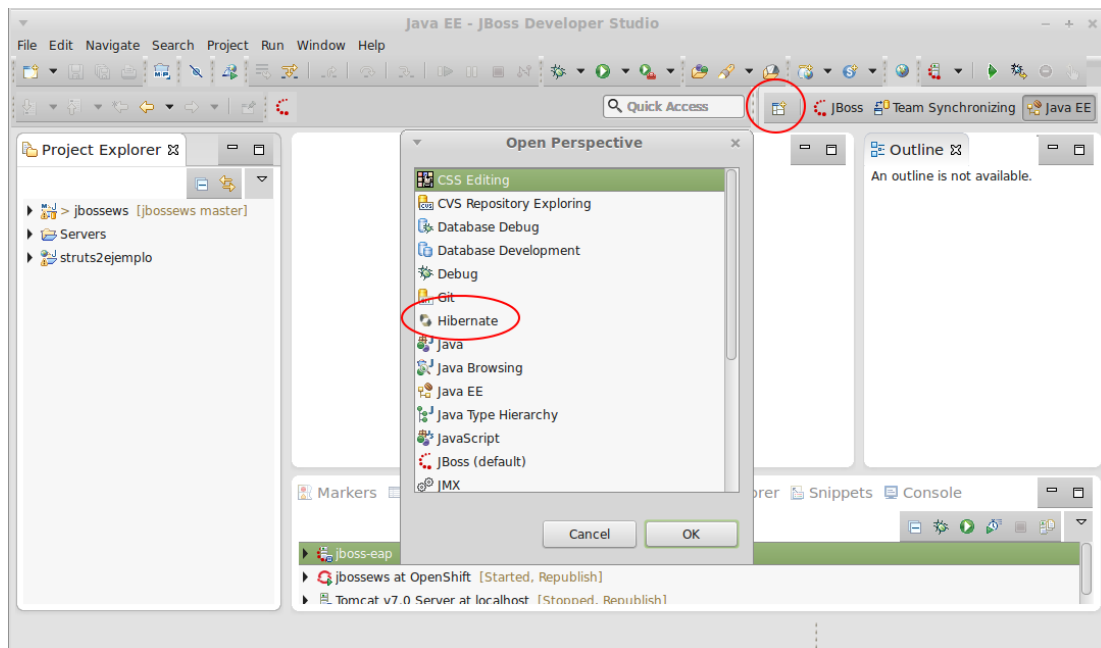 Java EE - JBoss Developer Studio
File Edit Navigate Search Project Run Window Help
Quick Access
JBoss Team Synchronizing Java EE
Project Explorer
> jbossews [jbossews master]
Servers
struts2ejemplo
Open Perspective
CSS Editing
CVS Repository Exploring
Database Debug
Database Development
Debug
Git
Hibernate
Java
Java Browsing
Java EE
Java Type Hierarchy
JavaScript
JBoss (default)
JMX
Cancel OK
Outline
An outline is not available.
Markers
Snippets Console
jboss-eap
jbossews at OpenShift [Started, Republish]
Tomcat v7.0 Server at localhost [Stopped, Republish]